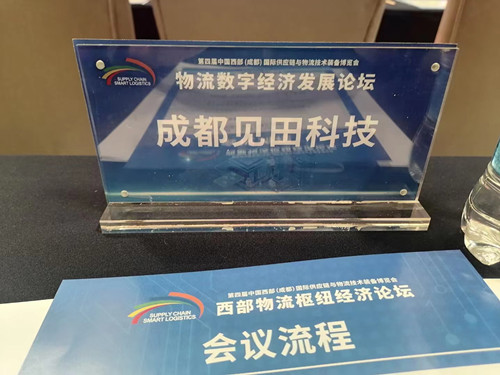 第四届中国西部(成都)国际供应链与物流技术装备博览会
物流数字经济发展论坛
SUPPLY CHAIN
SMART LOGISTICS
成都见田科技
第四届中国西部(成都)国际供应链与物流技术装备博览会
西部物流枢纽经济论坛
SUPPLY CHAIN
SMART LOGISTICS
会议流程